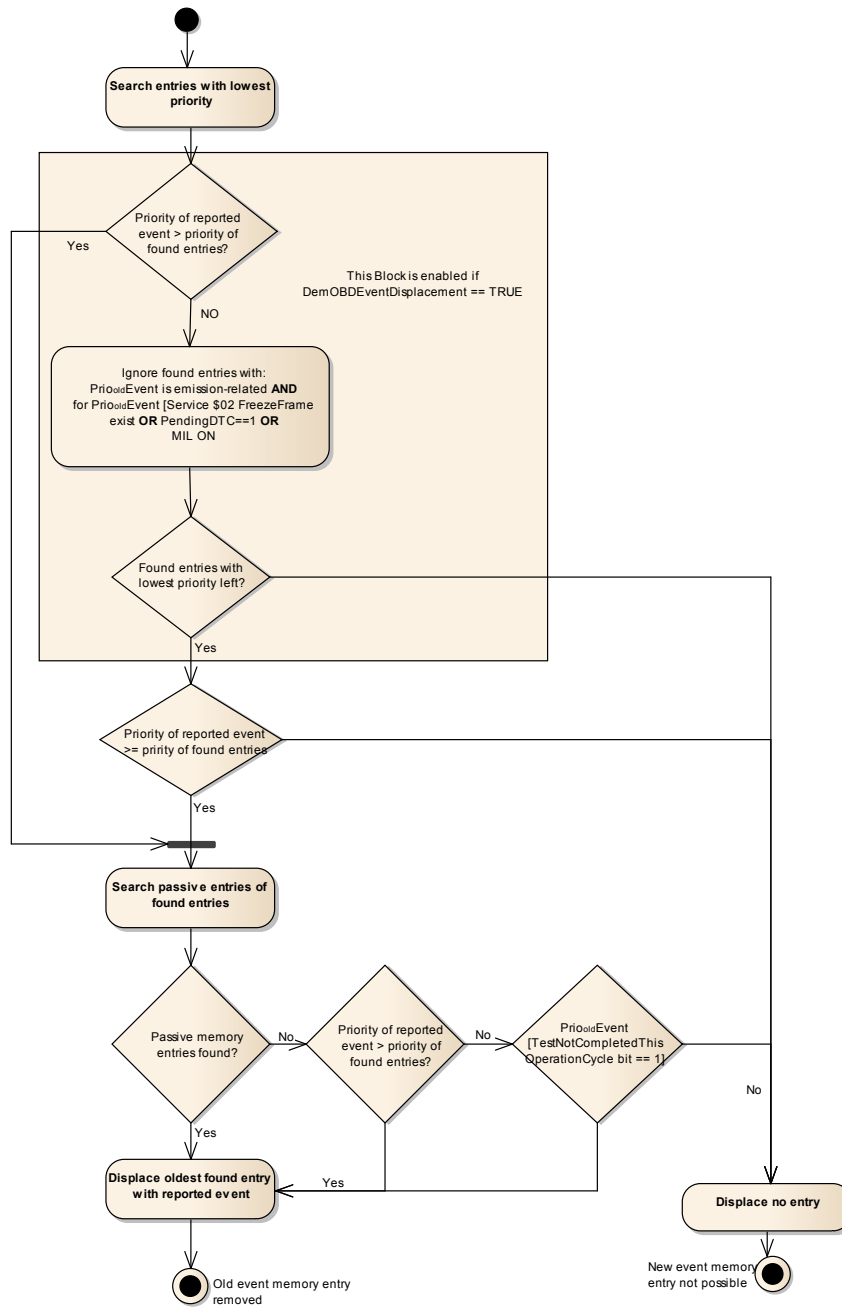 Search entries with lowest
priority
Priority of reported
event > priority of
found entries?
Yes
This Block is enabled if
DemOBDEventDisplacement == TRUE
NO
Ignore found entries with:
PriooldEvent is emission-related AND
for PriooldEvent [Service $02 FreezeFrame
exist OR PendingDTC==1 OR
MIL ON
Found entries with
lowest priority left?
Yes
Priority of reported event
>= pririty of found entries
Yes
Search passive entries of
found entries
Passive memory
entries found?
No
Priority of reported
event > priority of
found entries?
No
PriooldEvent
[TestNotCompletedThis
OperationCycle bit == 1]
No
Yes
Displace oldest found entry
with reported event
Yes
Displace no entry
Old event memory entry
removed
New event memory
entry not possible